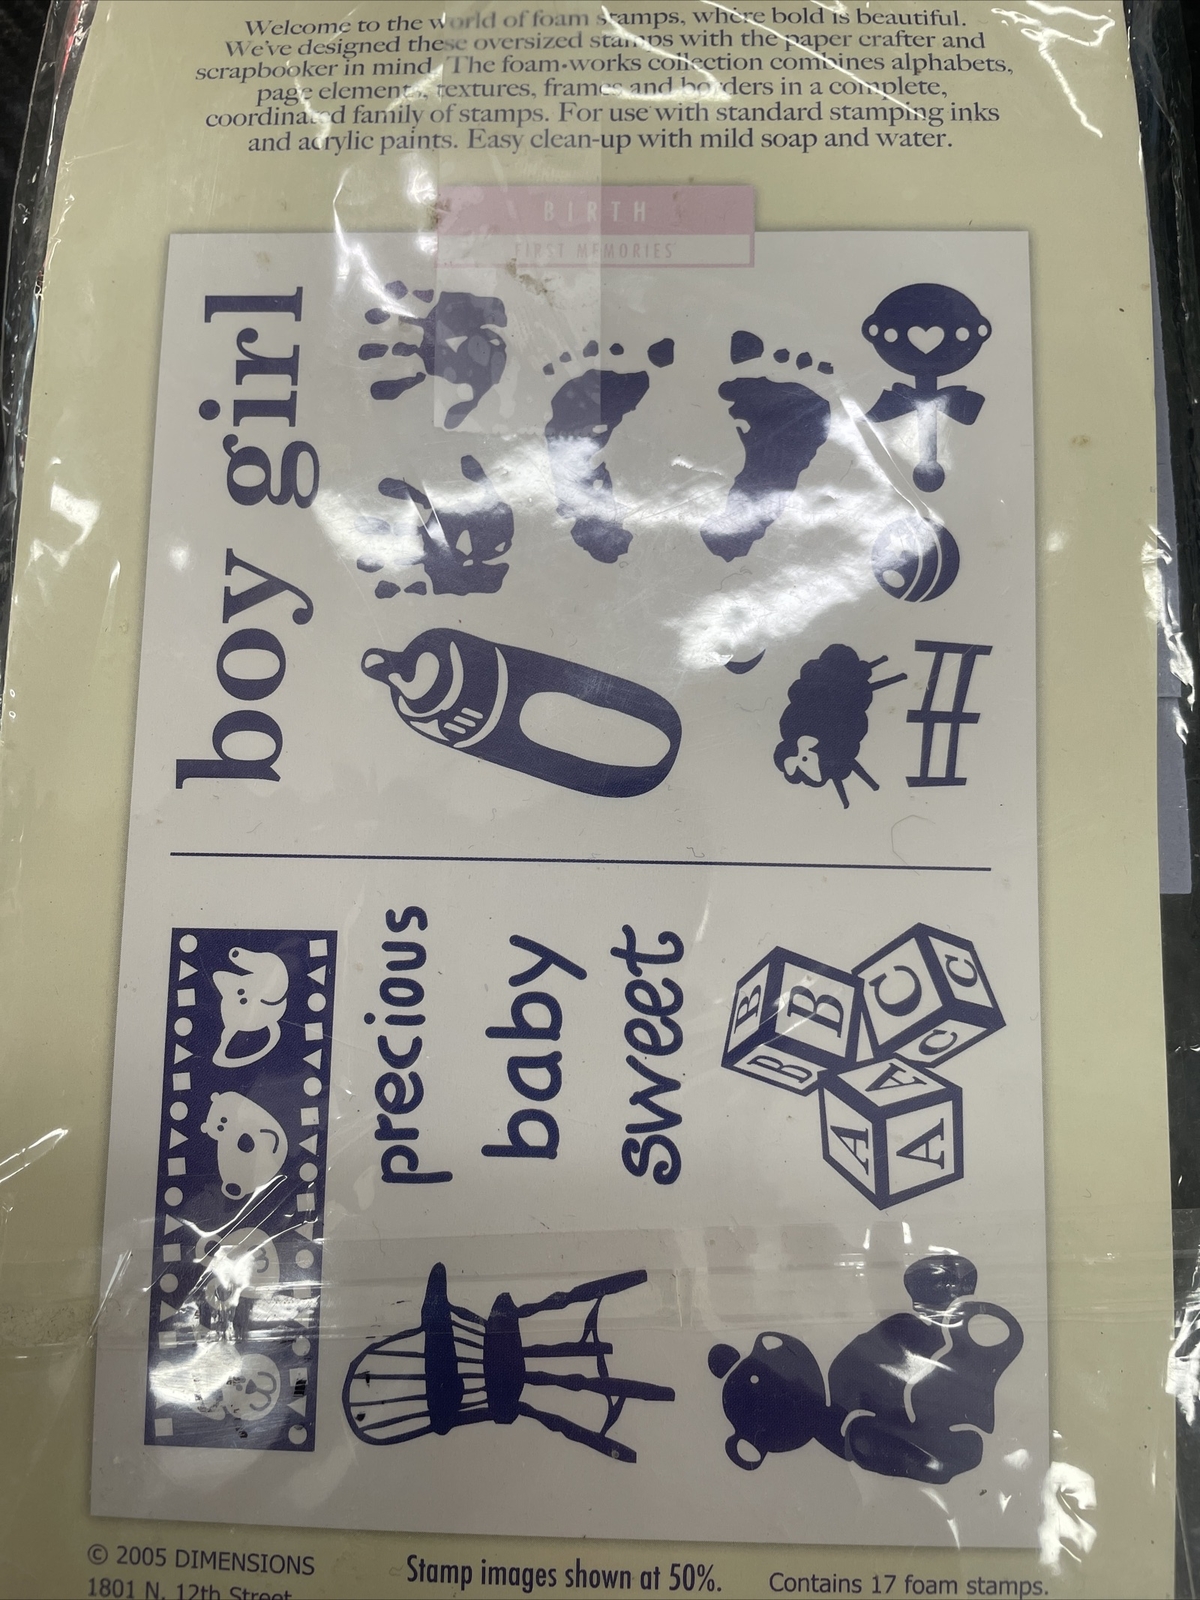 Welcome to the world of foam stamps, where bold is beautiful.
We've designed these oversized stamps with the paper crafter and
scrapbooker in mind. The foam•works collection combines alphabets,
page elements, textures, frames and borders in a complete,
coordinated family of stamps. For use with standard stamping inks
and acrylic paints. Easy clean-up with mild soap and water.
BIRTH
FIRST MEMORIES
boy girl
precious
baby
sweet
B
B
B
C
C
C
A
A
A
© 2005 DIMENSIONS
1801 N. 12th Street
Stamp images shown at 50%.
Contains 17 foam stamps.